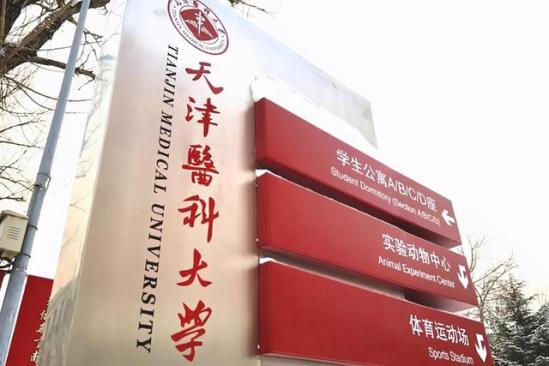 天津醫科大学
TIANJIN MEDICAL UNIVERSITY
学生公寓A/B/C/D座
Student Dormitory (Section A/B/C/D)
实验动物中心
Animal Experiment Center
体育运动场
Sports Stadium